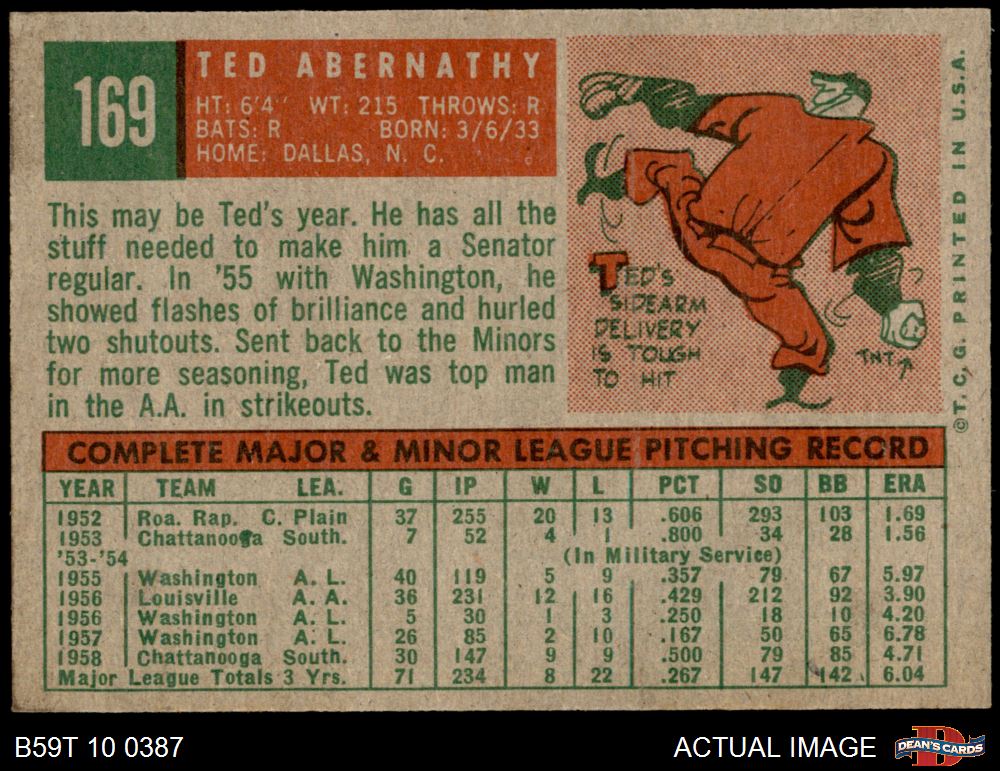 169
TED ABERNATHY
HT: 6'4" WT: 215 THROWS: R
BATS: R BORN: 3/6/33
HOME: DALLAS, N. C.
This may be Ted's year. He has all the
stuff needed to make him a Senator
regular. In '55 with Washington, he
showed flashes of brilliance and hurled
two shutouts. Sent back to the Minors
for more seasoning, Ted was top man
in the A.A. in strikeouts.
TED'S
SIDEARM
DELIVERY
IS TOUGH
TO HIT
TNT
©T. C. G. PRINTED IN U.S.A.
COMPLETE MAJOR & MINOR LEAGUE PITCHING RECORD
YEAR TEAM LEA. G IP W L PCT SO BB ERA
1952 Roa. Rap. C. Plain 37 255 20 13 .606 293 103 1.69
1953 Chattanooga South. 7 52 4 1 .800 34 28 1.56
'53-'54 (In Military Service)
1955 Washington A. L. 40 119 5 9 .357 79 67 5.97
1956 Louisville A. A. 36 231 12 16 .429 212 92 3.90
1956 Washington A. L. 5 30 1 3 .250 18 10 4.20
1957 Washington A. L. 26 85 2 10 .167 50 65 6.78
1958 Chattanooga South. 30 147 9 9 .500 79 85 4.71
Major League Totals 3 Yrs. 71 234 8 22 .267 147 142 6.04
B59T 10 0387
ACTUAL IMAGE
DEAN'S CARDS